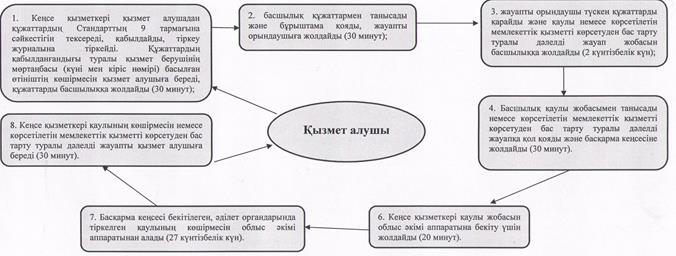 1. Кеңсе қызметкері қызмет алушадан
құжаттардың Стандарттың 9 тармағына
сәйкестігін тексереді, қабылдайды, тіркеу
журналына тіркейді. Құжаттардың
қабылданғандығы туралы қызмет берушінің
мөртанбасы (күні мен кіріс нөмірі) басылған
өтініштің көшірмесін қызмет алушыға береді,
құжаттарды басшылыққа жолдайды (30 минут);
2. басшылық құжаттармен танысады
және бұрыштама қояды, жауапты
орындаушыға жолдайды (30 минут);
3. жауапты орындаушы түскен құжаттарды
қарайды және қаулы немесе көрсетілетін
мемлекеттік қызметті көрсетуден бас тарту
туралы дәлелді жауап жобасын
басшылыққа жолдайды (2 күнтізбелік күн);
4. Басшылық қаулы жобасымен танысады
немесе көрсетілетін мемлекеттік қызметті
көрсетуден бас тарту туралы дәлелді
жауапқа қол қояды және басқарма кеңсесіне
жолдайды (30 минут).
Қызмет алушы
8. Кеңсе қызметкері қаулының көшірмесін немесе
көрсетілетін мемлекеттік қызметті көрсетуден бас
тарту туралы дәлелді жауапты қызмет алушыға
береді (30 минут).
7. Басқарма кеңсесі бекітілеген, әділет органдарында
тіркелген қаулының көшірмесін облыс әкімі
аппаратынан алады (27 күнтізбелік күн).
6. Кеңсе қызметкері қаулы жобасын
облыс әкімі аппаратына бекіту үшін
жолдайды (20 минут).